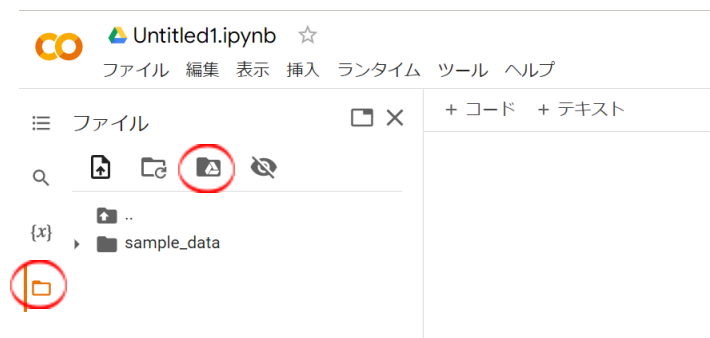 Untitled1.ipynb
ファイル 編集 表示 挿入 ランタイム ツール ヘルプ
ファイル
+ コード + テキスト
..
{x}
sample_data